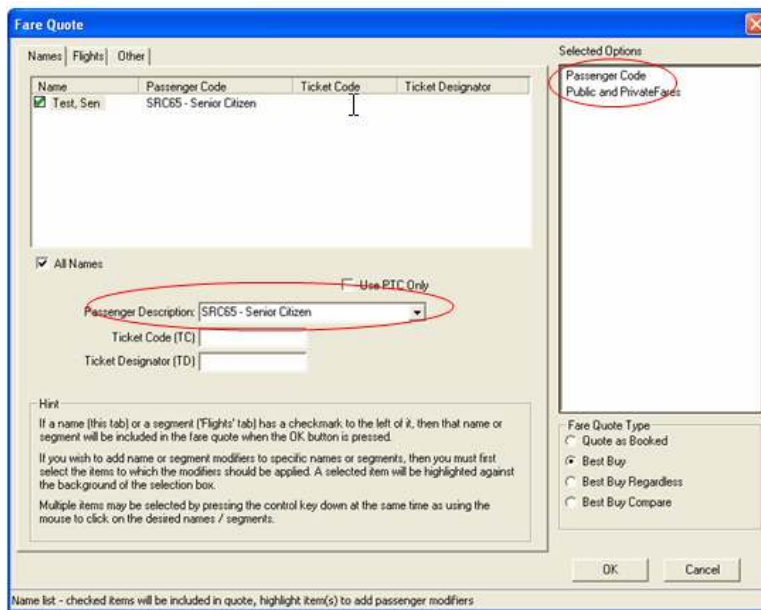 Fare Quote
Names Flights Other
Name Passenger Code Ticket Code Ticket Designator
Test, Sen SRC65 - Senior Citizen
All Names
Use PTC Only
Passenger Description: SRC65 - Senior Citizen
Ticket Code (TC)
Ticket Designator (TD)
Hint
If a name (this tab) or a segment ('Flights' tab) has a checkmark to the left of it, then that name or
segment will be included in the fare quote when the OK button is pressed.
If you wish to add name or segment modifiers to specific names or segments, then you must first
select the items to which the modifiers should be applied. A selected item will be highlighted against
the background of the selection box.
Multiple items may be selected by pressing the control key down at the same time as using the
mouse to click on the desired names / segments.
Selected Options
Passenger Code
Public and PrivateFares
Fare Quote Type
Quote as Booked
Best Buy
Best Buy Regardless
Best Buy Compare
OK Cancel
Name list - checked items will be included in quote, highlight item(s) to add passenger modifiers